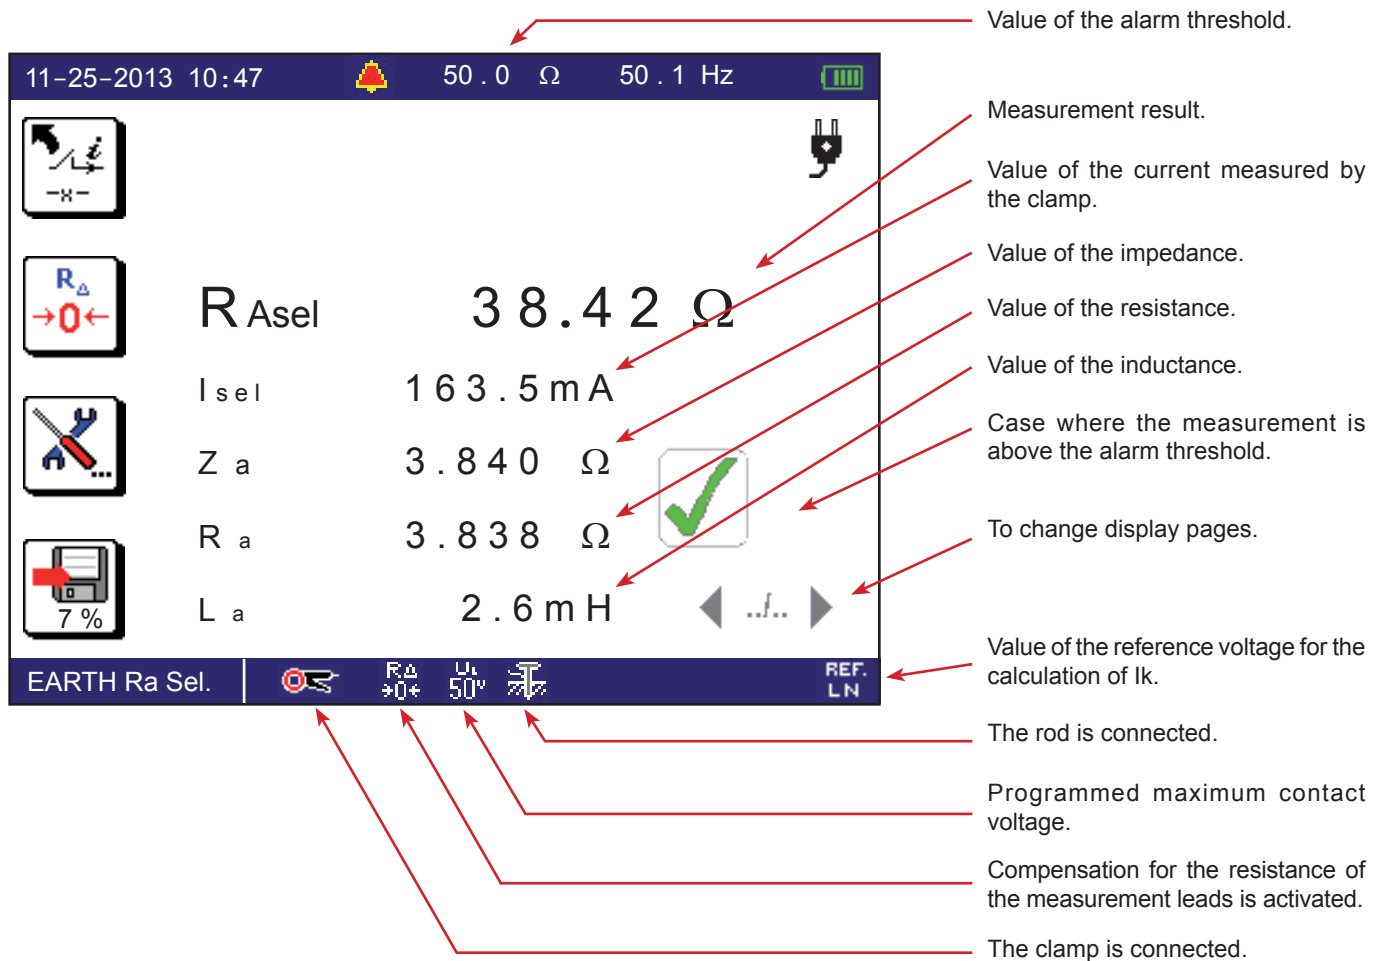 Value of the alarm threshold.
11-25-2013 10:47 50.0 Ω 50.1 Hz
Measurement result.
i
-x-
Value of the current measured by
the clamp.
Value of the impedance.
R△
→0←
RAsel 38.42 Ω
Value of the resistance.
Value of the inductance.
Isel 163.5mA
Case where the measurement is
above the alarm threshold.
Za 3.840 Ω
...
Ra 3.838 Ω
To change display pages.
7 %
La 2.6mH
../..
Value of the reference voltage for the
calculation of Ik.
EARTH Ra Sel. R△ →0← UL 50V REF. LN
The rod is connected.
Programmed maximum contact
voltage.
Compensation for the resistance of
the measurement leads is activated.
The clamp is connected.